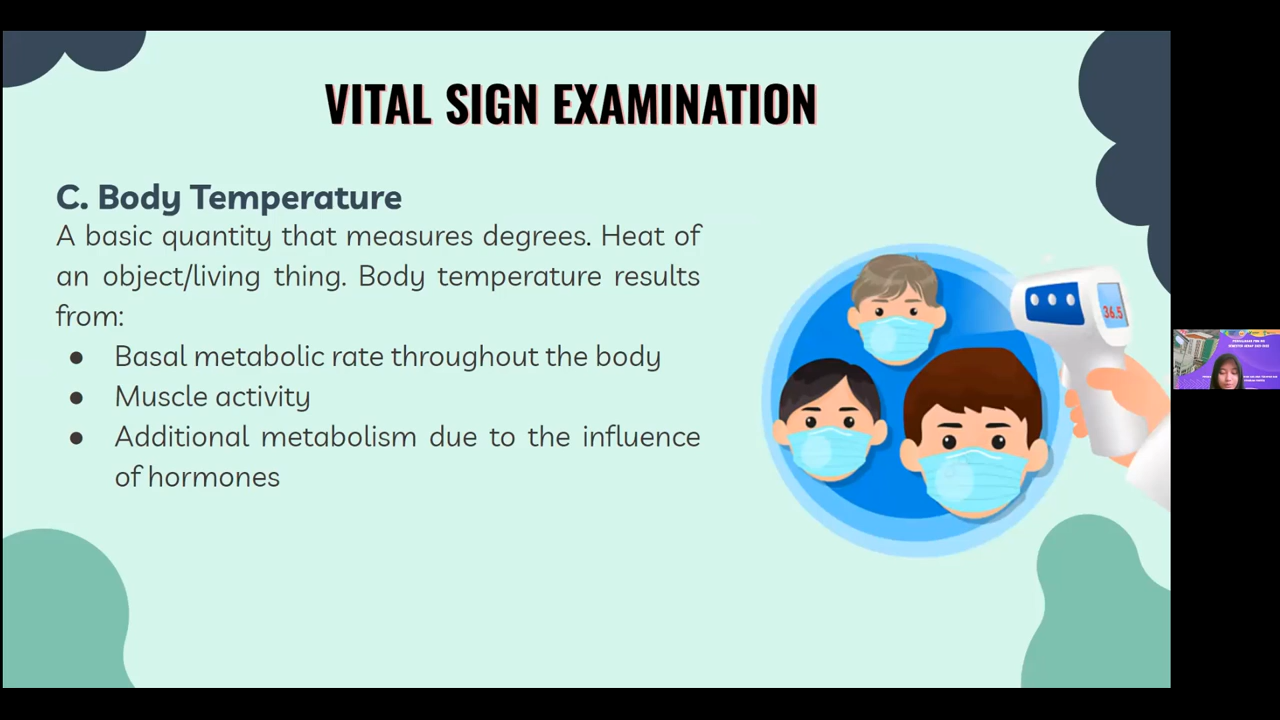 VITAL SIGN EXAMINATION
C. Body Temperature
A basic quantity that measures degrees. Heat of
an object/living thing. Body temperature results
from:
● Basal metabolic rate throughout the body
● Muscle activity
● Additional metabolism due to the influence
of hormones
36.5